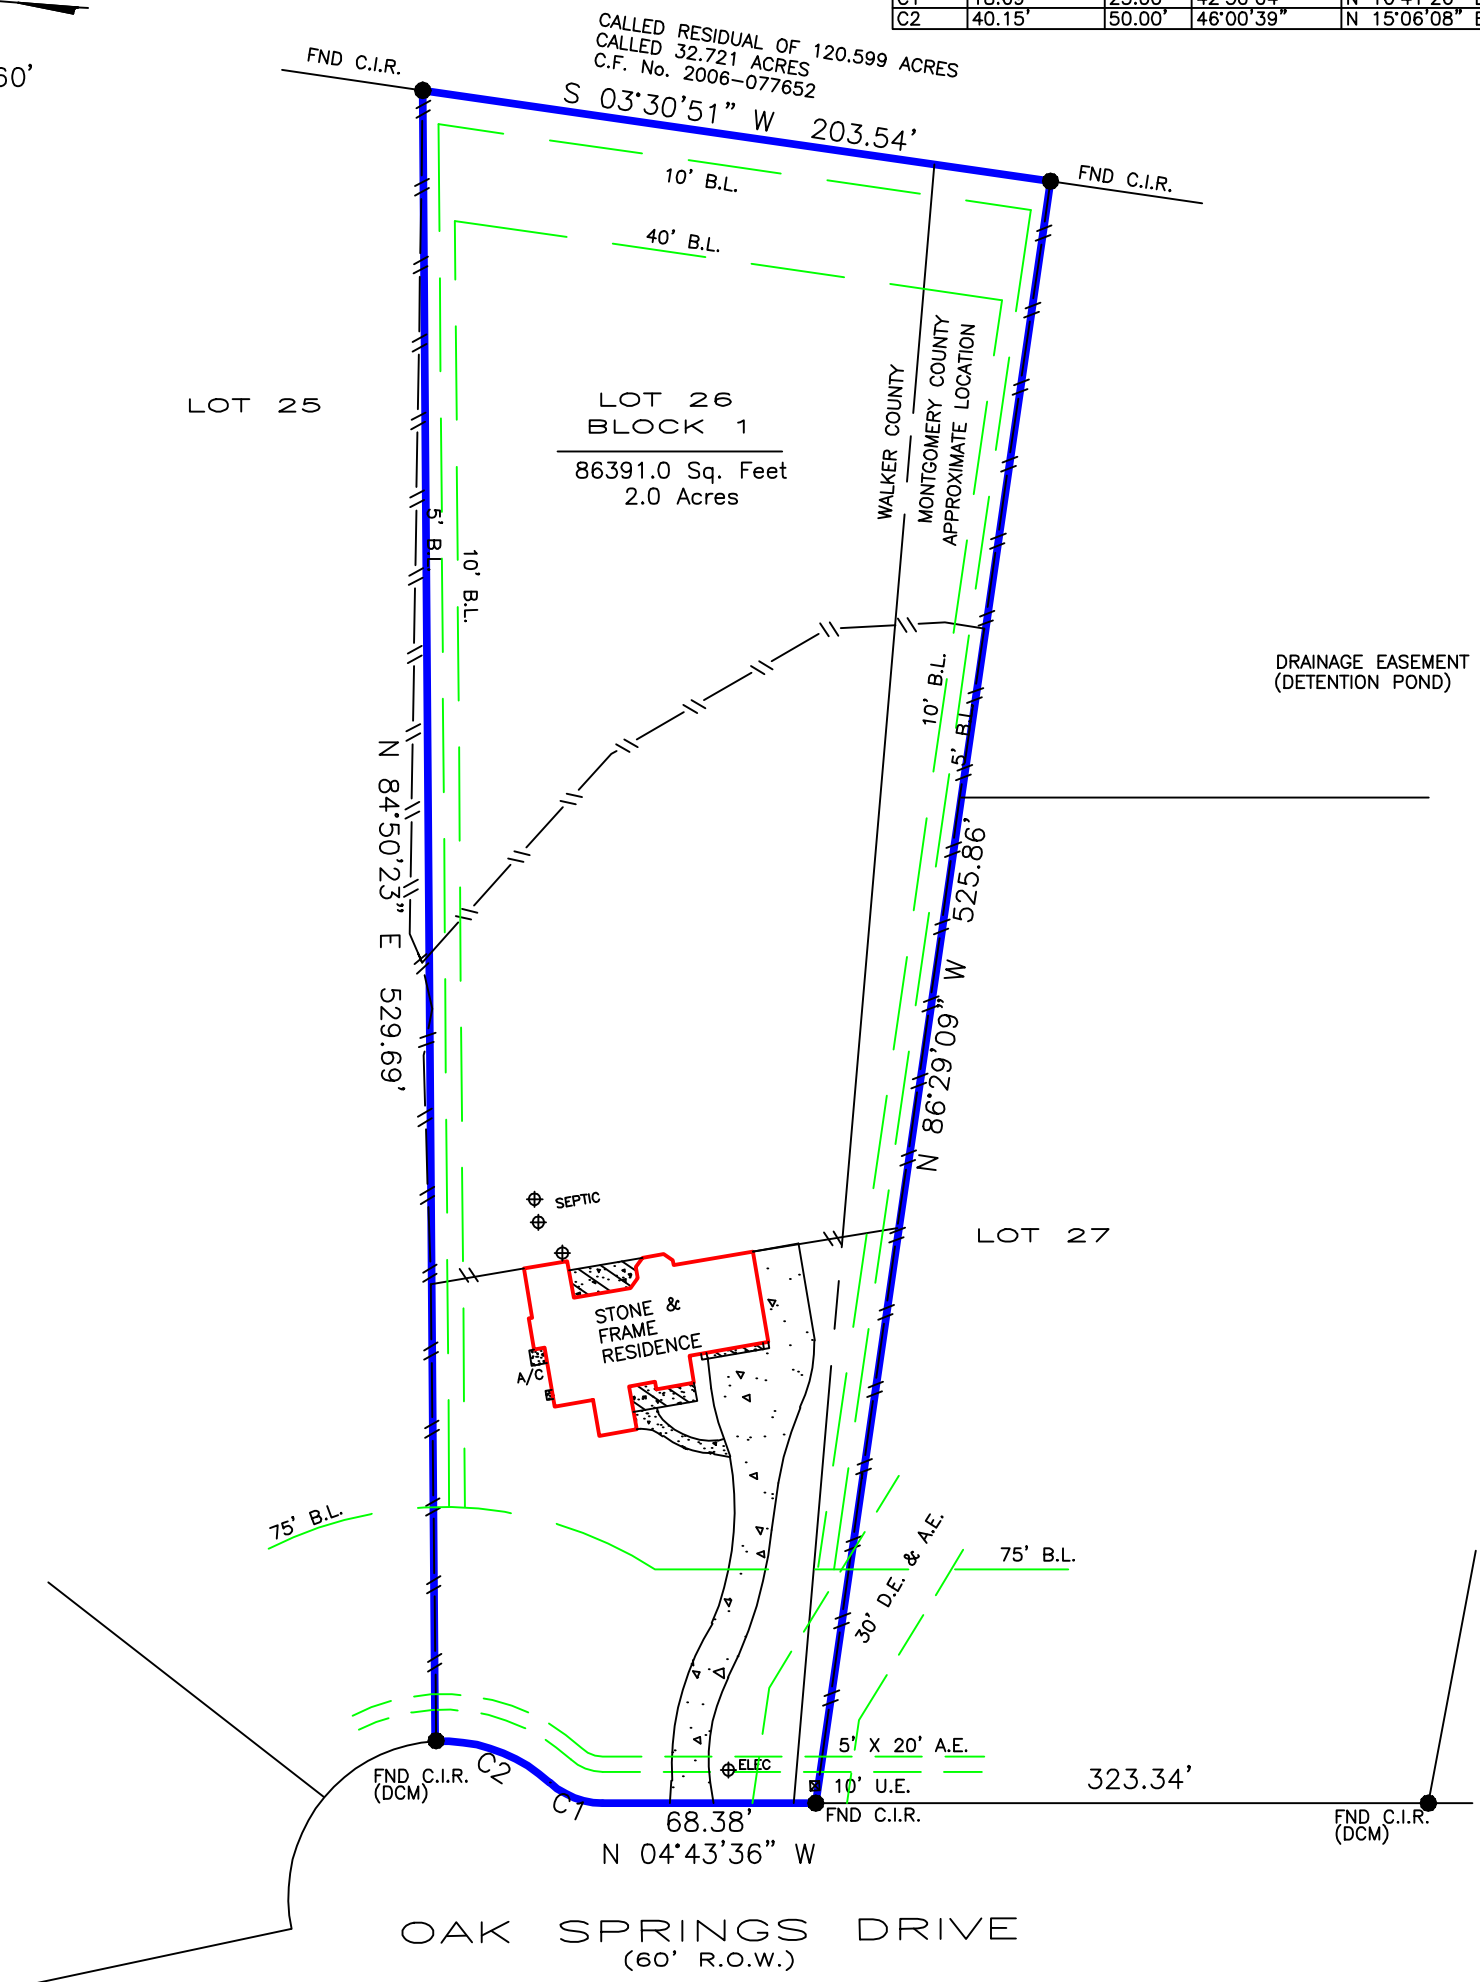 C2 40.15' 50.00' 46°00'39" N 15°06'08" E
60'
CALLED RESIDUAL OF 120.599 ACRES
CALLED 32.721 ACRES
C.F. No. 2006-077652
FND C.I.R.
S 03°30'51" W 203.54'
FND C.I.R.
10' B.L.
40' B.L.
LOT 25
LOT 26
BLOCK 1
86391.0 Sq. Feet
2.0 Acres
WALKER COUNTY
MONTGOMERY COUNTY
APPROXIMATE LOCATION
5' B.L
10' B.L.
DRAINAGE EASEMENT
(DETENTION POND)
10' B.L.
5' B.L
N 84°50'23" E 529.69'
N 86°29'09" W 525.86'
SEPTIC
LOT 27
STONE &
FRAME
RESIDENCE
A/C
75' B.L.
30' D.E. & A.E.
75' B.L.
5' X 20' A.E.
ELEC
10' U.E.
323.34'
FND C.I.R.
(DCM)
C2
C1
68.38'
FND C.I.R.
FND C.I.R.
(DCM)
N 04°43'36" W
OAK SPRINGS DRIVE
(60' R.O.W.)